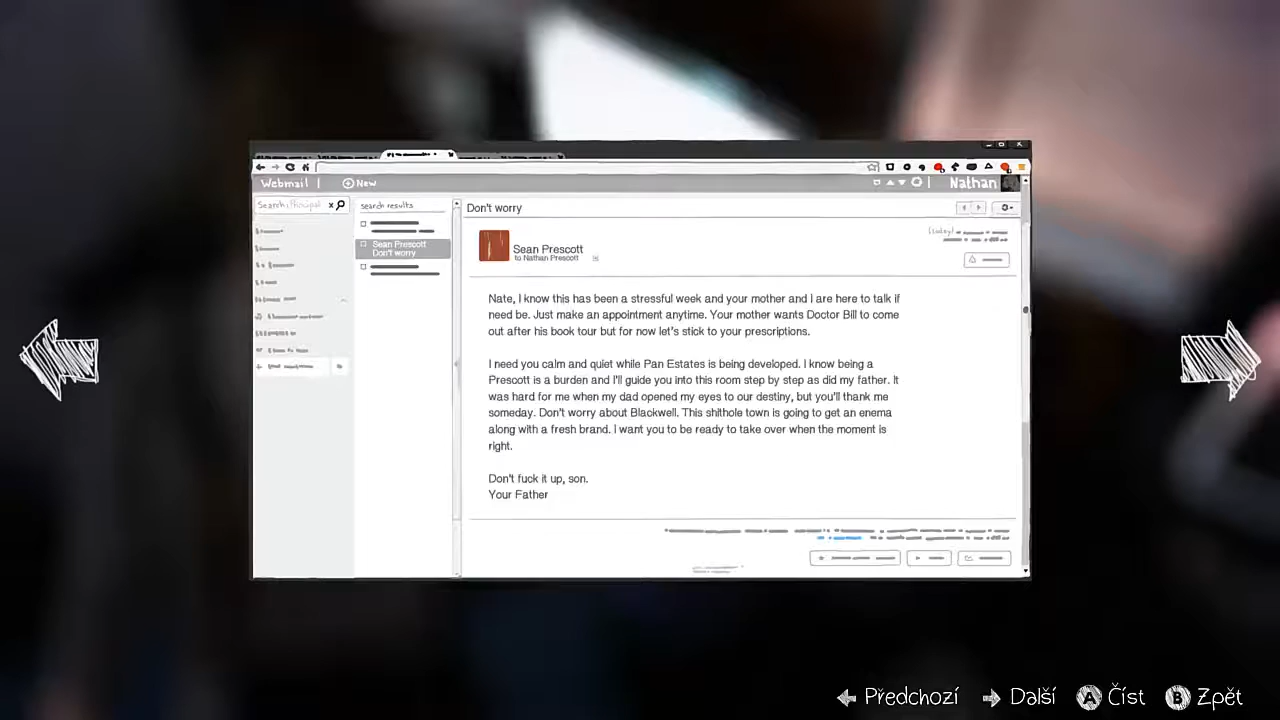 Webmail |
New
Nathan
Search
search results
Sean Prescott
Don't worry
Don't worry
(today)
Sean Prescott
to Nathan Prescott
Nate, I know this has been a stressful week and your mother and I are here to talk if
need be. Just make an appointment anytime. Your mother wants Doctor Bill to come
out after his book tour but for now let's stick to your prescriptions.
I need you calm and quiet while Pan Estates is being developed. I know being a
Prescott is a burden and I'll guide you into this room step by step as did my father. It
was hard for me when my dad opened my eyes to our destiny, but you'll thank me
someday. Don't worry about Blackwell. This shithole town is going to get an enema
along with a fresh brand. I want you to be ready to take over when the moment is
right.
Don't fuck it up, son.
Your Father
Předchozí
Další
A Číst
B Zpět